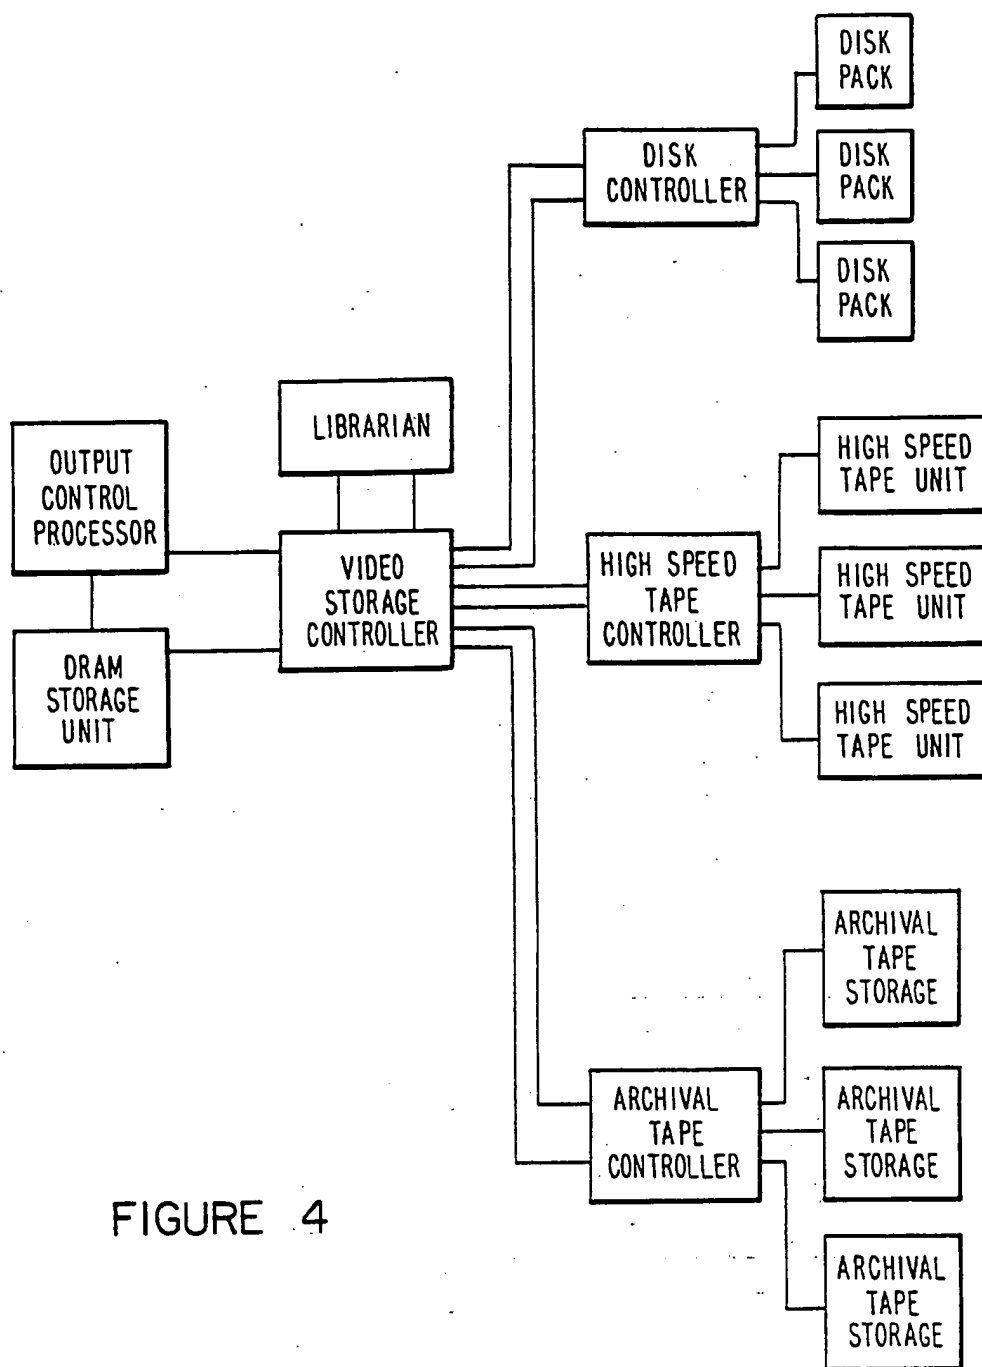 DISK
PACK
DISK
CONTROLLER
DISK
PACK
DISK
PACK
LIBRARIAN
OUTPUT
CONTROL
PROCESSOR
HIGH SPEED
TAPE UNIT
VIDEO
STORAGE
CONTROLLER
HIGH SPEED
TAPE
CONTROLLER
HIGH SPEED
TAPE UNIT
DRAM
STORAGE
UNIT
HIGH SPEED
TAPE UNIT
ARCHIVAL
TAPE
STORAGE
ARCHIVAL
TAPE
CONTROLLER
ARCHIVAL
TAPE
STORAGE
ARCHIVAL
TAPE
STORAGE
FIGURE 4